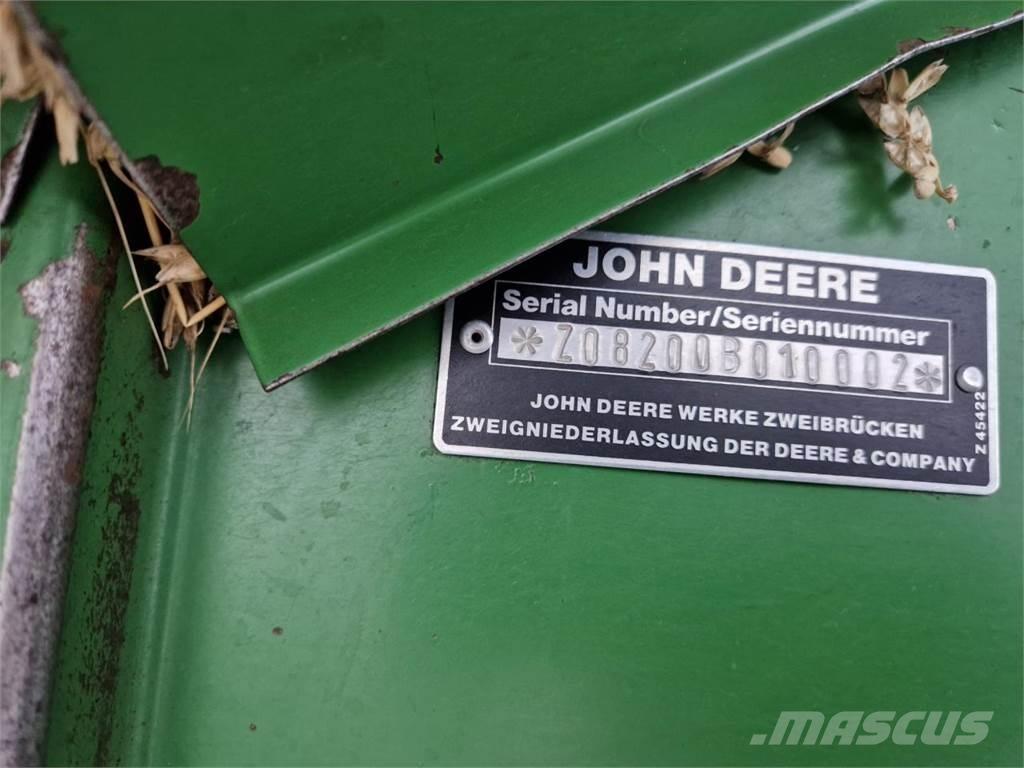 JOHN DEERE
Serial Number/Seriennummer
*Z08200B010002*
JOHN DEERE WERKE ZWEIBRÜCKEN
ZWEIGNIEDERLASSUNG DER DEERE & COMPANY
Z45422
MASCUS